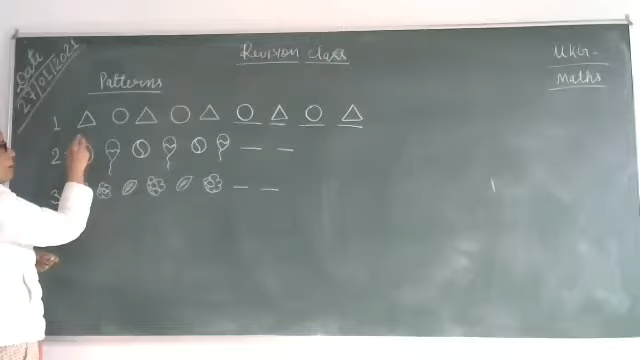 Date
27/01/2021
Revision class
UKG-
Maths
Patterns
1
2
3